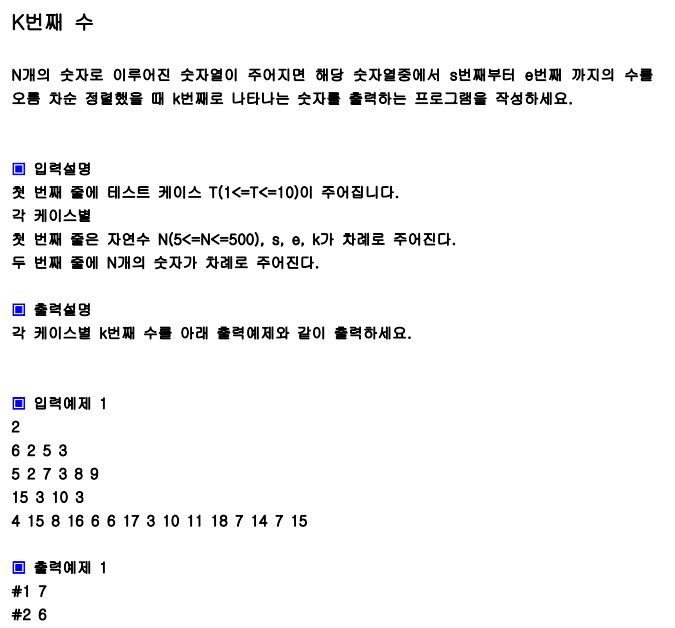 K번째 수
N개의 숫자로 이루어진 숫자열이 주어지면 해당 숫자열중에서 s번째부터 e번째 까지의 수를
오름 차순 정렬했을 때 k번째로 나타나는 숫자를 출력하는 프로그램을 작성하세요.
▣ 입력설명
첫 번째 줄에 테스트 케이스 T(1<=T<=10)이 주어집니다.
각 케이스별
첫 번째 줄은 자연수 N(5<=N<=500), s, e, k가 차례로 주어진다.
두 번째 줄에 N개의 숫자가 차례로 주어진다.
▣ 출력설명
각 케이스별 k번째 수를 아래 출력예제와 같이 출력하세요.
▣ 입력예제 1
2
6 2 5 3
5 2 7 3 8 9
15 3 10 3
4 15 8 16 6 6 17 3 10 11 18 7 14 7 15
▣ 출력예제 1
#1 7
#2 6